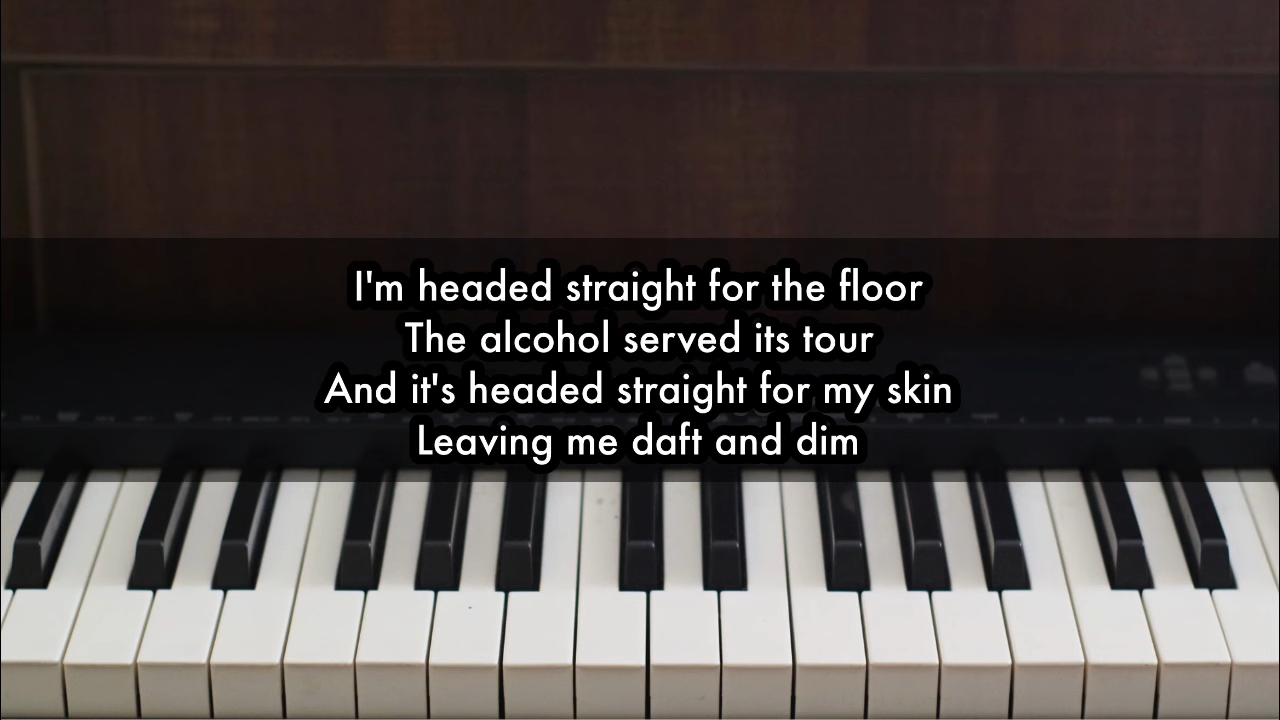 I'm headed straight for the floor
The alcohol served its tour
And it's headed straight for my skin
Leaving me daft and dim